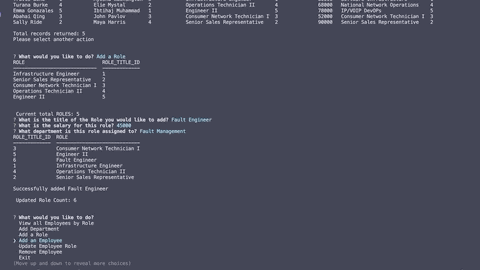 Turana Burke 4 Elie Mystal 2 Operations Technician II 4 68000 National Network Operations 4
Emma Gonzales 5 Ibtihaj Muhammad 1 Engineer II 5 78000 IP/VOIP DevOps 5
Abahai Qing 3 John Pavlov 3 Consumer Network Technician I 3 52000 Consumer Network Technician I 3
Sally Ride 2 Maya Harris 4 Senior Sales Representative 2 90000 Senior Sales Representative 2
Total records returned: 5
Please select another action
? What would you like to do? Add a Role
ROLE ROLE_TITLE_ID
Infrastructure Engineer 1
Senior Sales Representative 2
Consumer Network Technician I 3
Operations Technician II 4
Engineer II 5
Current total ROLES: 5
? What is the title of the Role you would like to add? Fault Engineer
? What is the salary for this role? 45000
? What department is this role assigned to? Fault Management
ROLE_TITLE_ID ROLE
3 Consumer Network Technician I
5 Engineer II
6 Fault Engineer
1 Infrastructure Engineer
4 Operations Technician II
2 Senior Sales Representative
Successfully added Fault Engineer
Updated Role Count: 6
? What would you like to do?
View all Employees by Role
Add Department
Add a Role
❯ Add an Employee
Update Employee Role
Remove Employee
Exit
(Move up and down to reveal more choices)